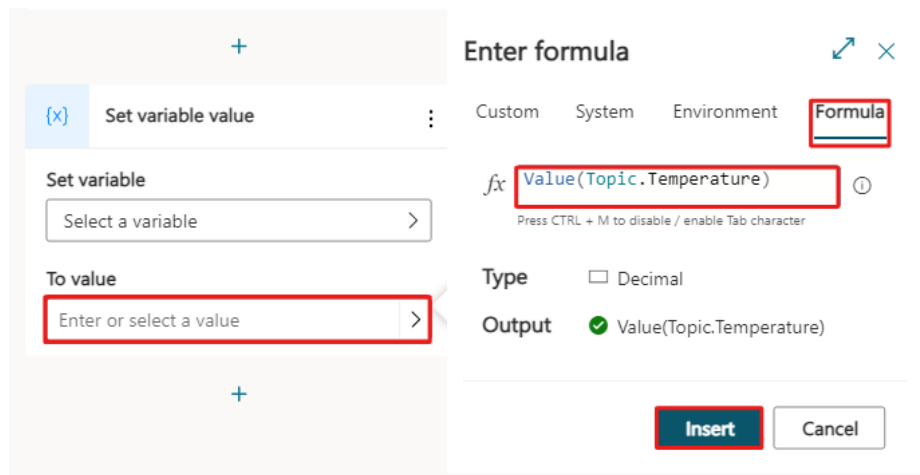 {x} Set variable value
Set variable
Select a variable
To value
Enter or select a value
Enter formula
Custom System Environment Formula
fx Value(Topic.Temperature)
Press CTRL + M to disable / enable Tab character
Type Decimal
Output Value(Topic.Temperature)
Insert Cancel